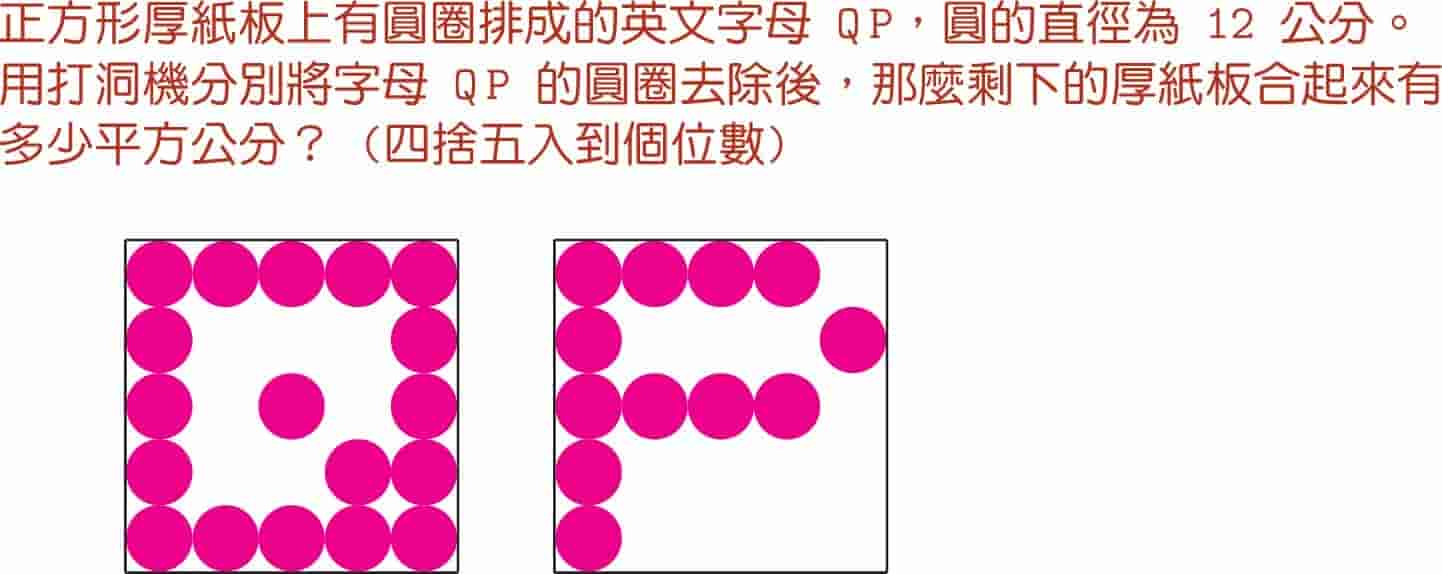 正方形厚紙板上有圓圈排成的英文字母 QP，圓的直徑為 12 公分。
用打洞機分別將字母 QP 的圓圈去除後，那麼剩下的厚紙板合起來有
多少平方公分？（四捨五入到個位數）